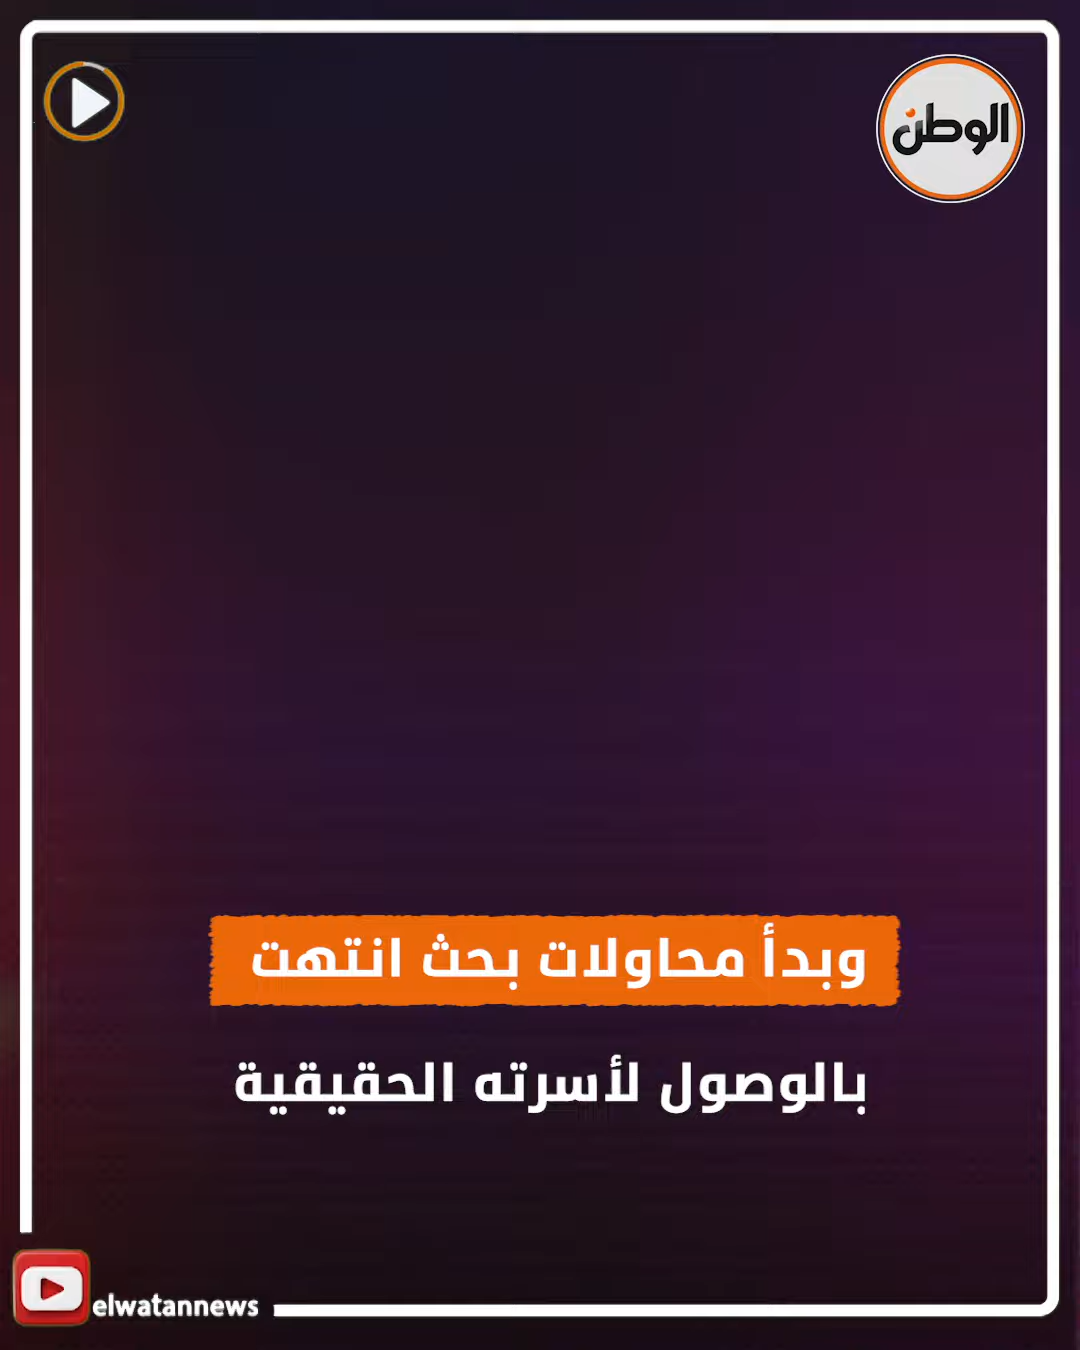 الوطن
وبدأ محاولات بحث انتهت
بالوصول لأسرته الحقيقية
elwatannews